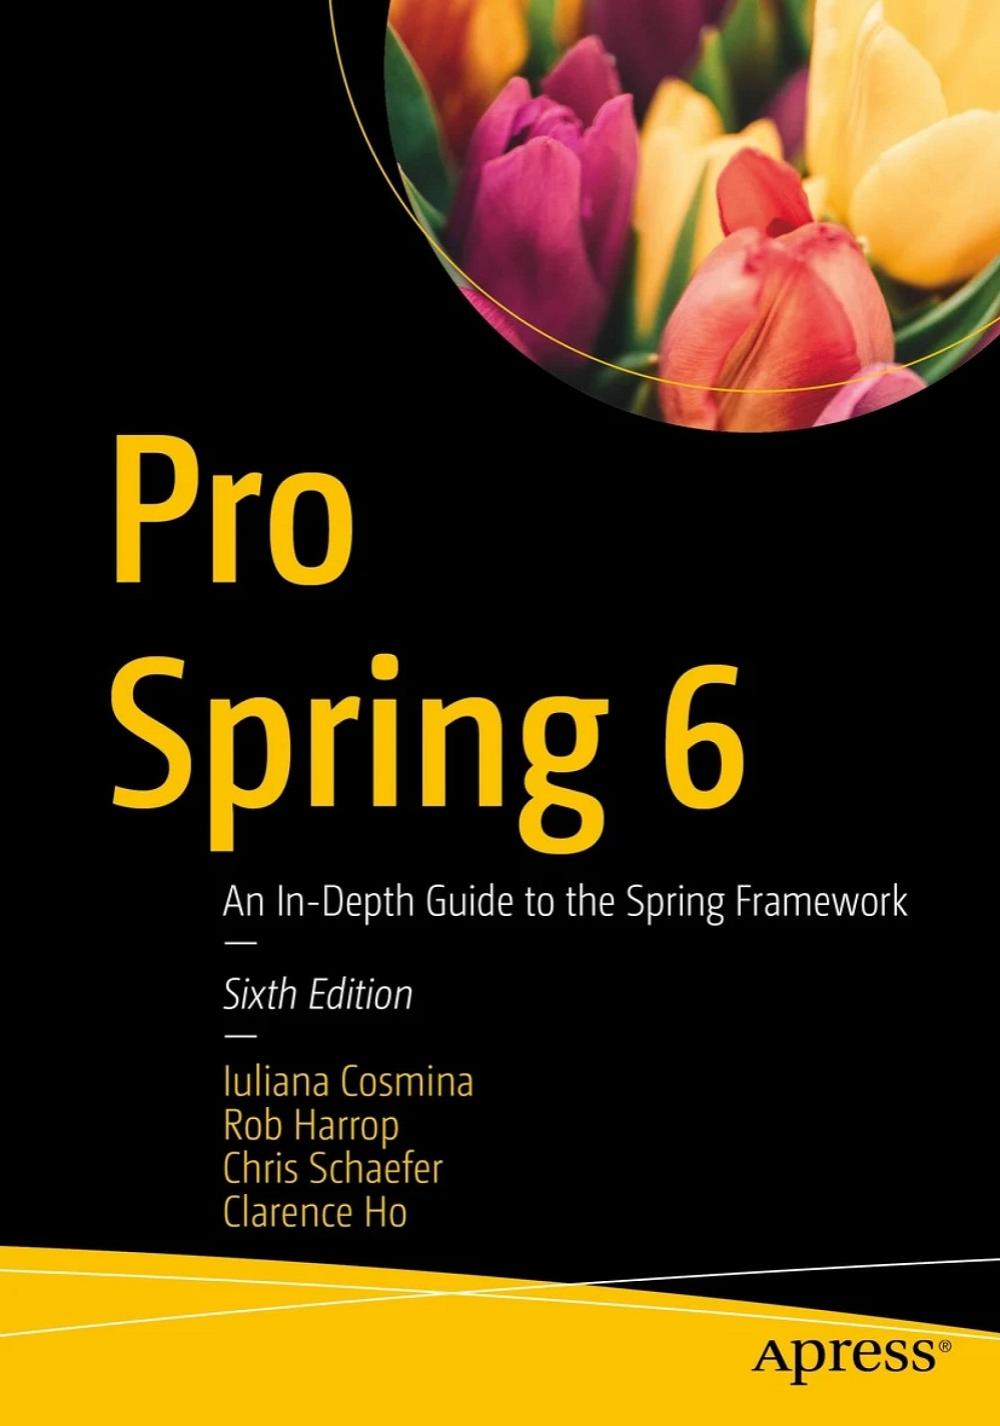 Pro
Spring 6
An In-Depth Guide to the Spring Framework
—
Sixth Edition
—
Iuliana Cosmina
Rob Harrop
Chris Schaefer
Clarence Ho
Apress®